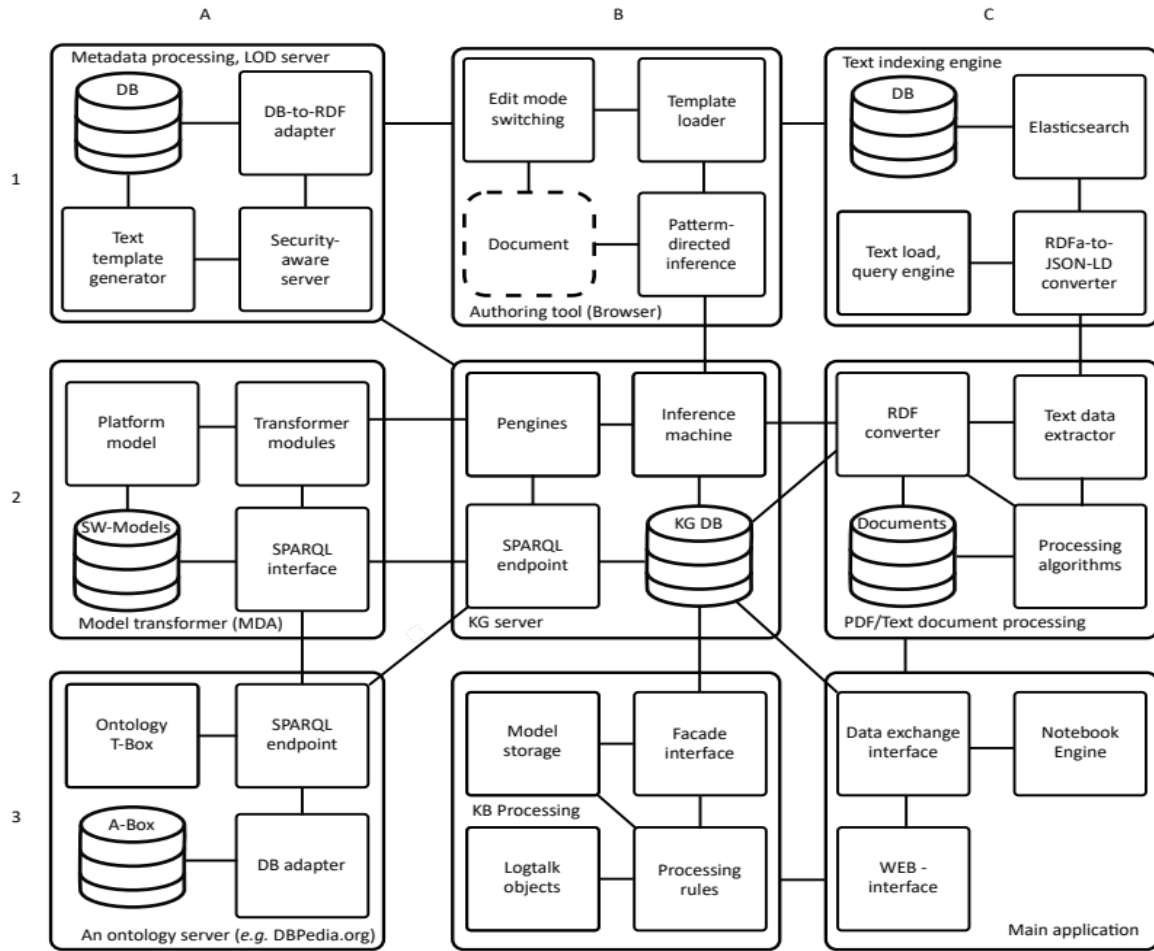 A
B
C
1
2
3
Metadata processing, LOD server
DB
DB-to-RDF
adapter
Text
template
generator
Security-
aware
server
Edit mode
switching
Template
loader
Document
Patterm-
directed
inference
Authoring tool (Browser)
Text indexing engine
DB
Elasticsearch
Text load,
query engine
RDFa-to-
JSON-LD
converter
Platform
model
Transformer
modules
SW-Models
SPARQL
interface
Model transformer (MDA)
Pengines
Inference
machine
SPARQL
endpoint
KG DB
KG server
RDF
converter
Text data
extractor
Documents
Processing
algorithms
PDF/Text document processing
Ontology
T-Box
SPARQL
endpoint
A-Box
DB adapter
An ontology server (e.g. DBPedia.org)
Model
storage
Facade
interface
KB Processing
Logtalk
objects
Processing
rules
Data exchange
interface
Notebook
Engine
WEB -
interface
Main application